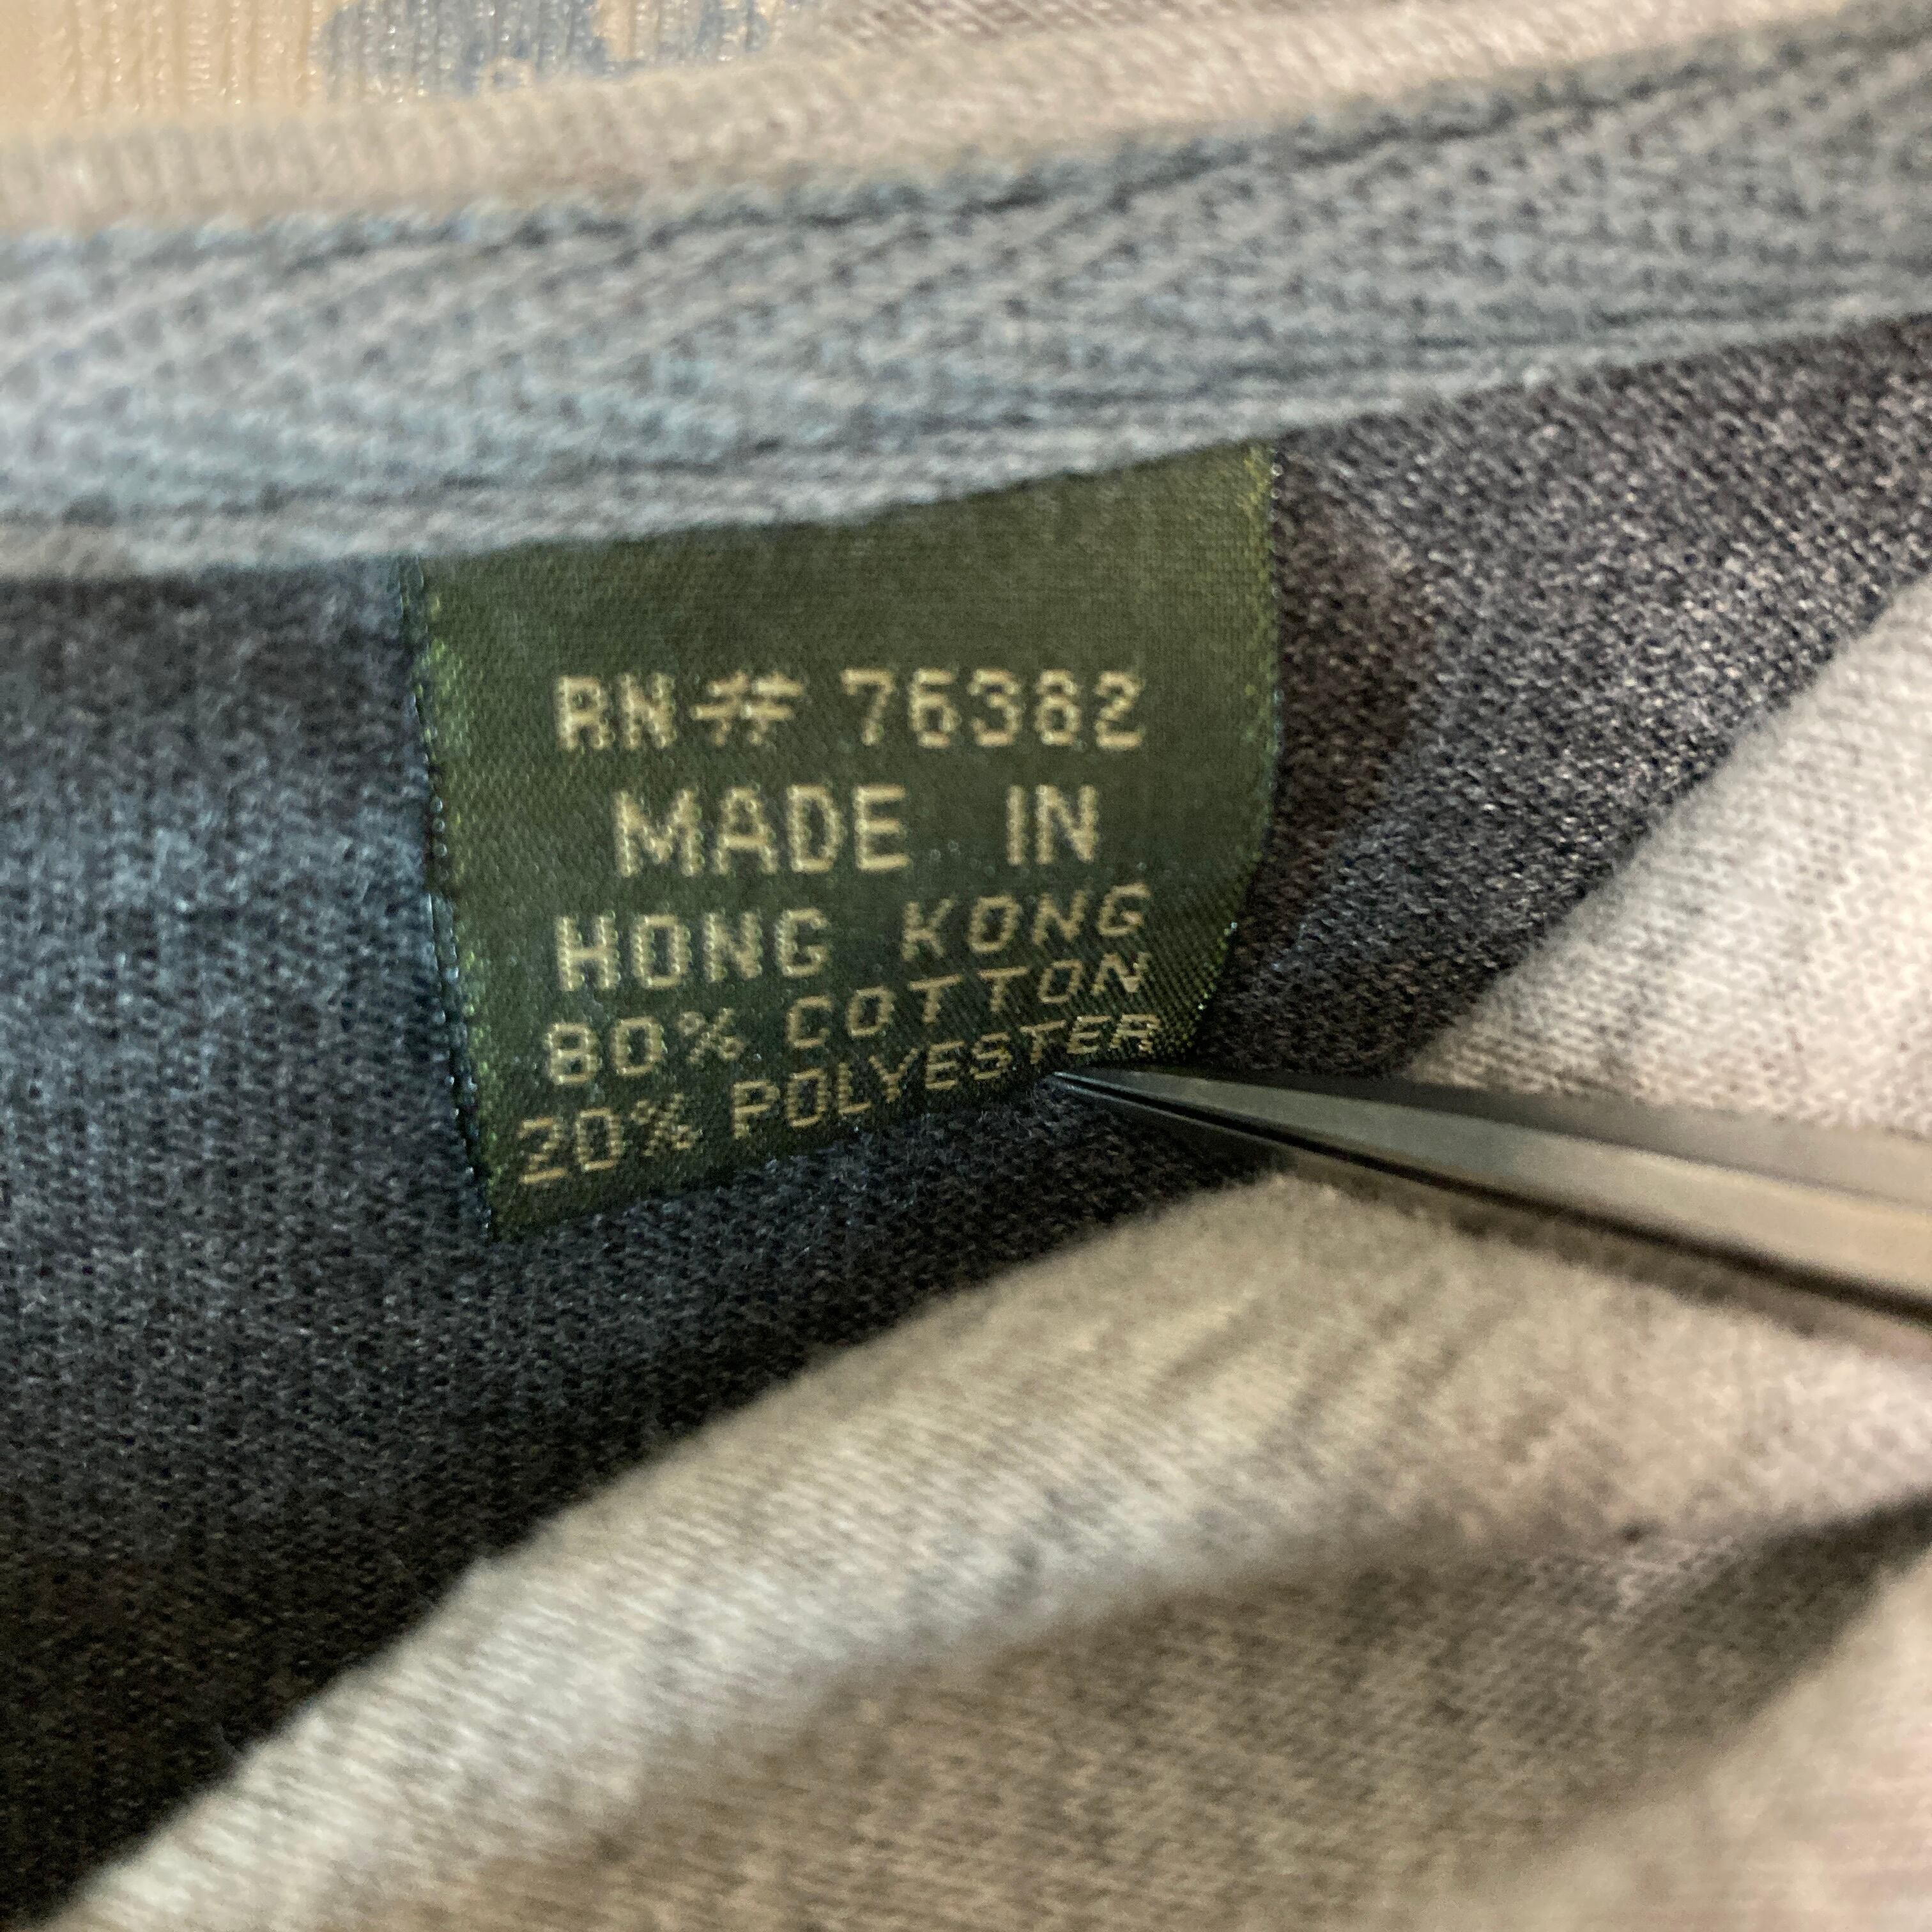 RN# 76382
MADE IN
HONG KONG
80% COTTON
20% POLYESTER